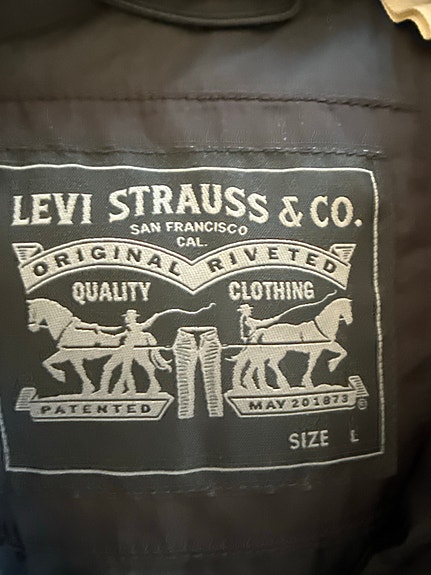 LEVI STRAUSS & CO.
SAN FRANCISCO
CAL.
ORIGINAL RIVETED
QUALITY CLOTHING
PATENTED MAY 20 1873 ®
SIZE L